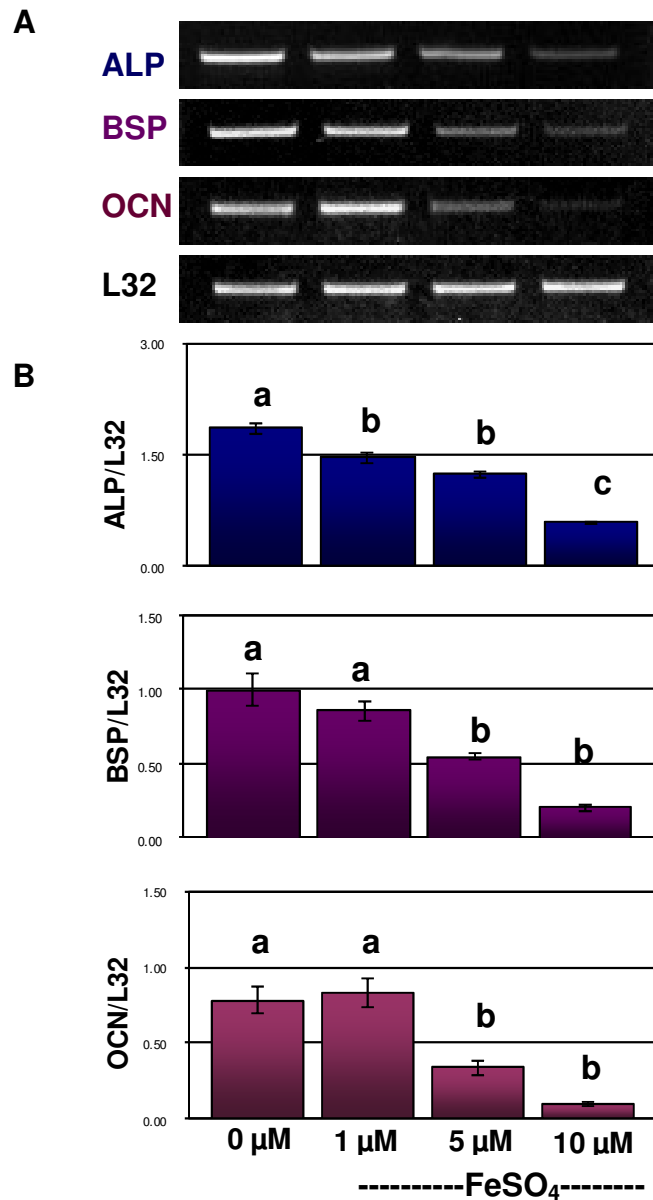 A
ALP
BSP
OCN
L32
B
3.00
a
b
b
c
1.50
0.00
ALP/L32
1.50
a
a
b
b
1.00
0.50
0.00
BSP/L32
1.50
a
a
b
b
1.00
0.50
0.00
OCN/L32
0 µM 1 µM 5 µM 10 µM
----------FeSO₄--------